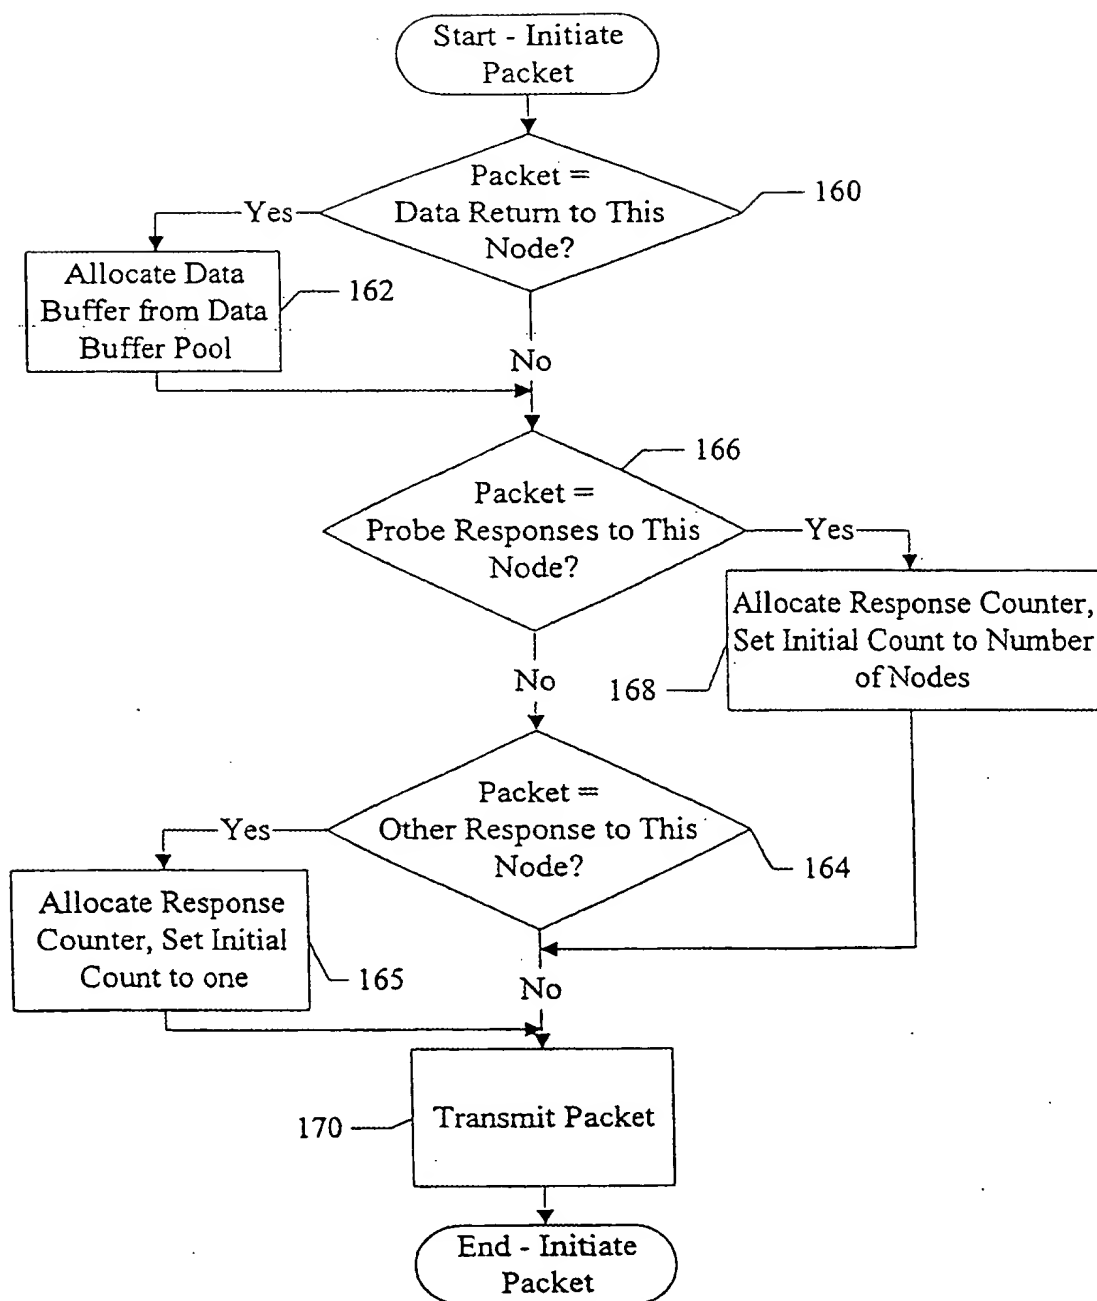 Start - Initiate
Packet
Packet =
Data Return to This
Node?
160
Yes
Allocate Data
Buffer from Data
Buffer Pool
162
No
166
Packet =
Probe Responses to This
Node?
Yes
Allocate Response Counter,
Set Initial Count to Number
of Nodes
168
No
Packet =
Other Response to This
Node?
164
Yes
Allocate Response
Counter, Set Initial
Count to one
165
No
Transmit Packet
170
End - Initiate
Packet